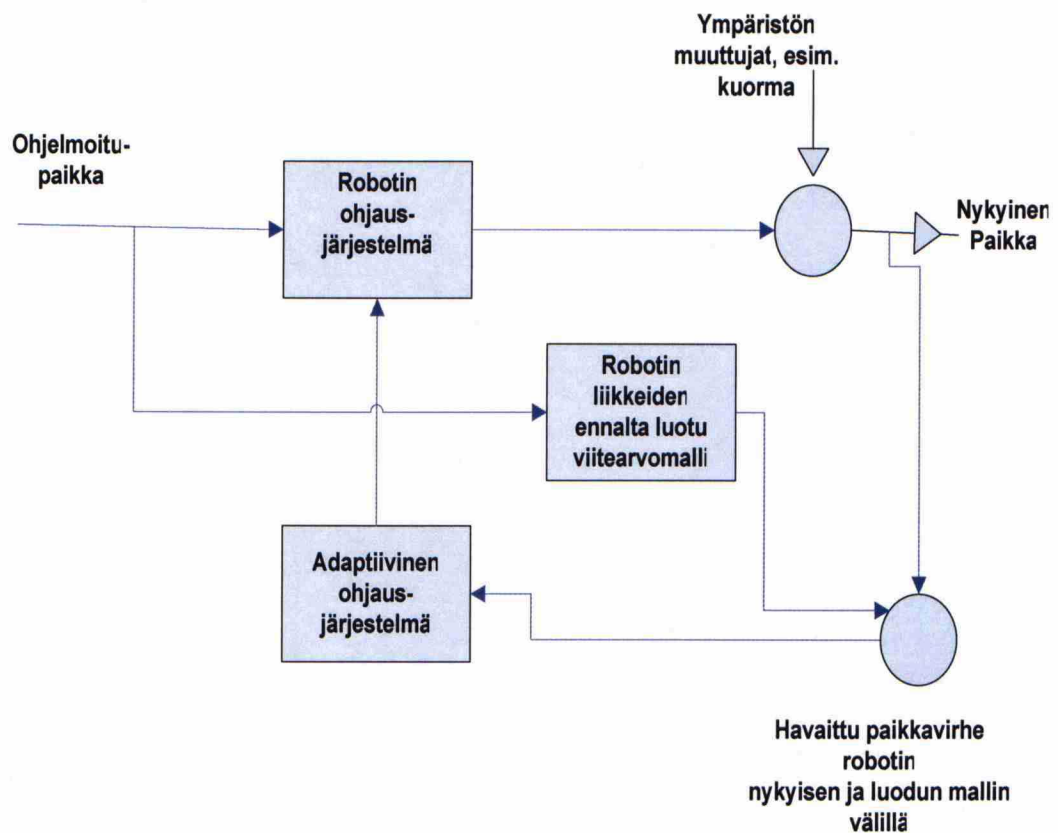 Ympäristön
muuttujat, esim.
kuorma
Ohjelmoitu-
paikka
Robotin
ohjaus-
järjestelmä
Nykyinen
Paikka
Robotin
liikkeiden
ennalta luotu
viitearvomalli
Adaptiivinen
ohjaus-
järjestelmä
Havaittu paikkavirhe
robotin
nykyisen ja luodun mallin
välillä